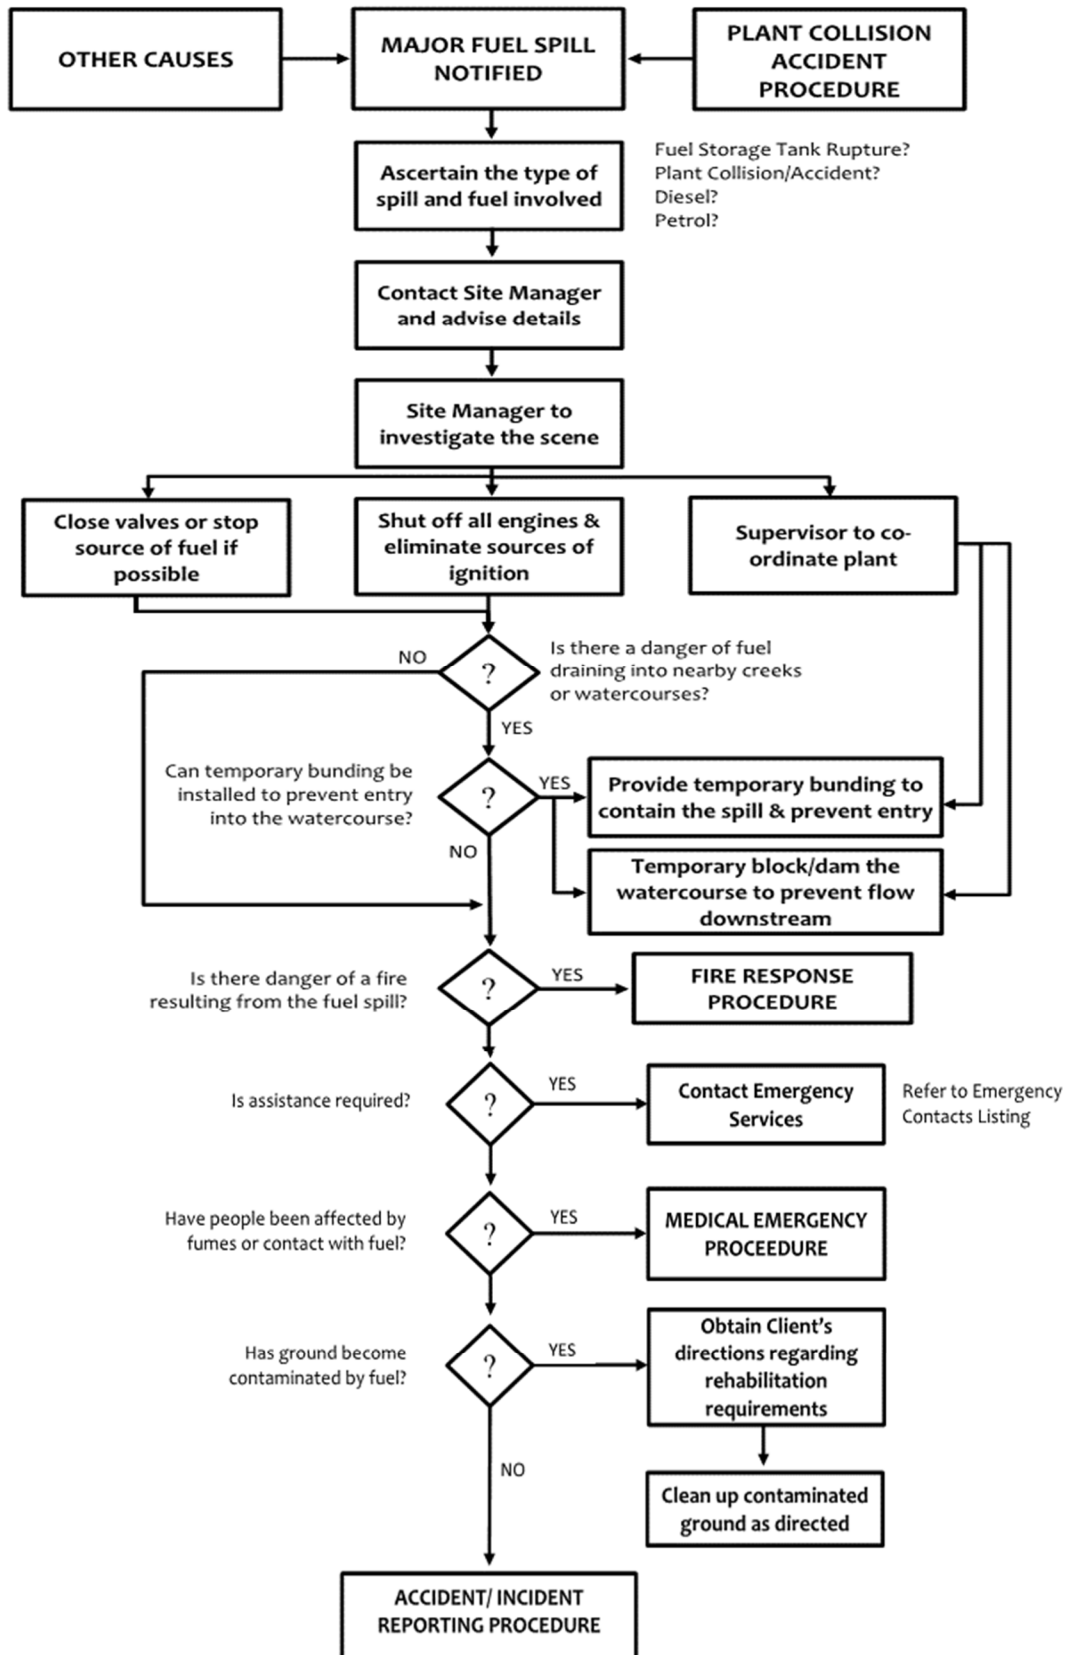 OTHER CAUSES
MAJOR FUEL SPILL
NOTIFIED
PLANT COLLISION
ACCIDENT
PROCEDURE
Ascertain the type of
spill and fuel involved
Fuel Storage Tank Rupture?
Plant Collision/Accident?
Diesel?
Petrol?
Contact Site Manager
and advise details
Site Manager to
investigate the scene
Close valves or stop
source of fuel if
possible
Shut off all engines &
eliminate sources of
ignition
Supervisor to co-
ordinate plant
NO
?
Is there a danger of fuel
draining into nearby creeks
or watercourses?
YES
Can temporary bunding be
installed to prevent entry
into the watercourse?
?
YES
Provide temporary bunding to
contain the spill & prevent entry
NO
Temporary block/dam the
watercourse to prevent flow
downstream
Is there danger of a fire
resulting from the fuel spill?
?
YES
FIRE RESPONSE
PROCEDURE
Is assistance required?
?
YES
Contact Emergency
Services
Refer to Emergency
Contacts Listing
Have people been affected by
fumes or contact with fuel?
?
YES
MEDICAL EMERGENCY
PROCEEDURE
Has ground become
contaminated by fuel?
?
YES
Obtain Client's
directions regarding
rehabilitation
requirements
NO
Clean up contaminated
ground as directed
ACCIDENT/ INCIDENT
REPORTING PROCEDURE